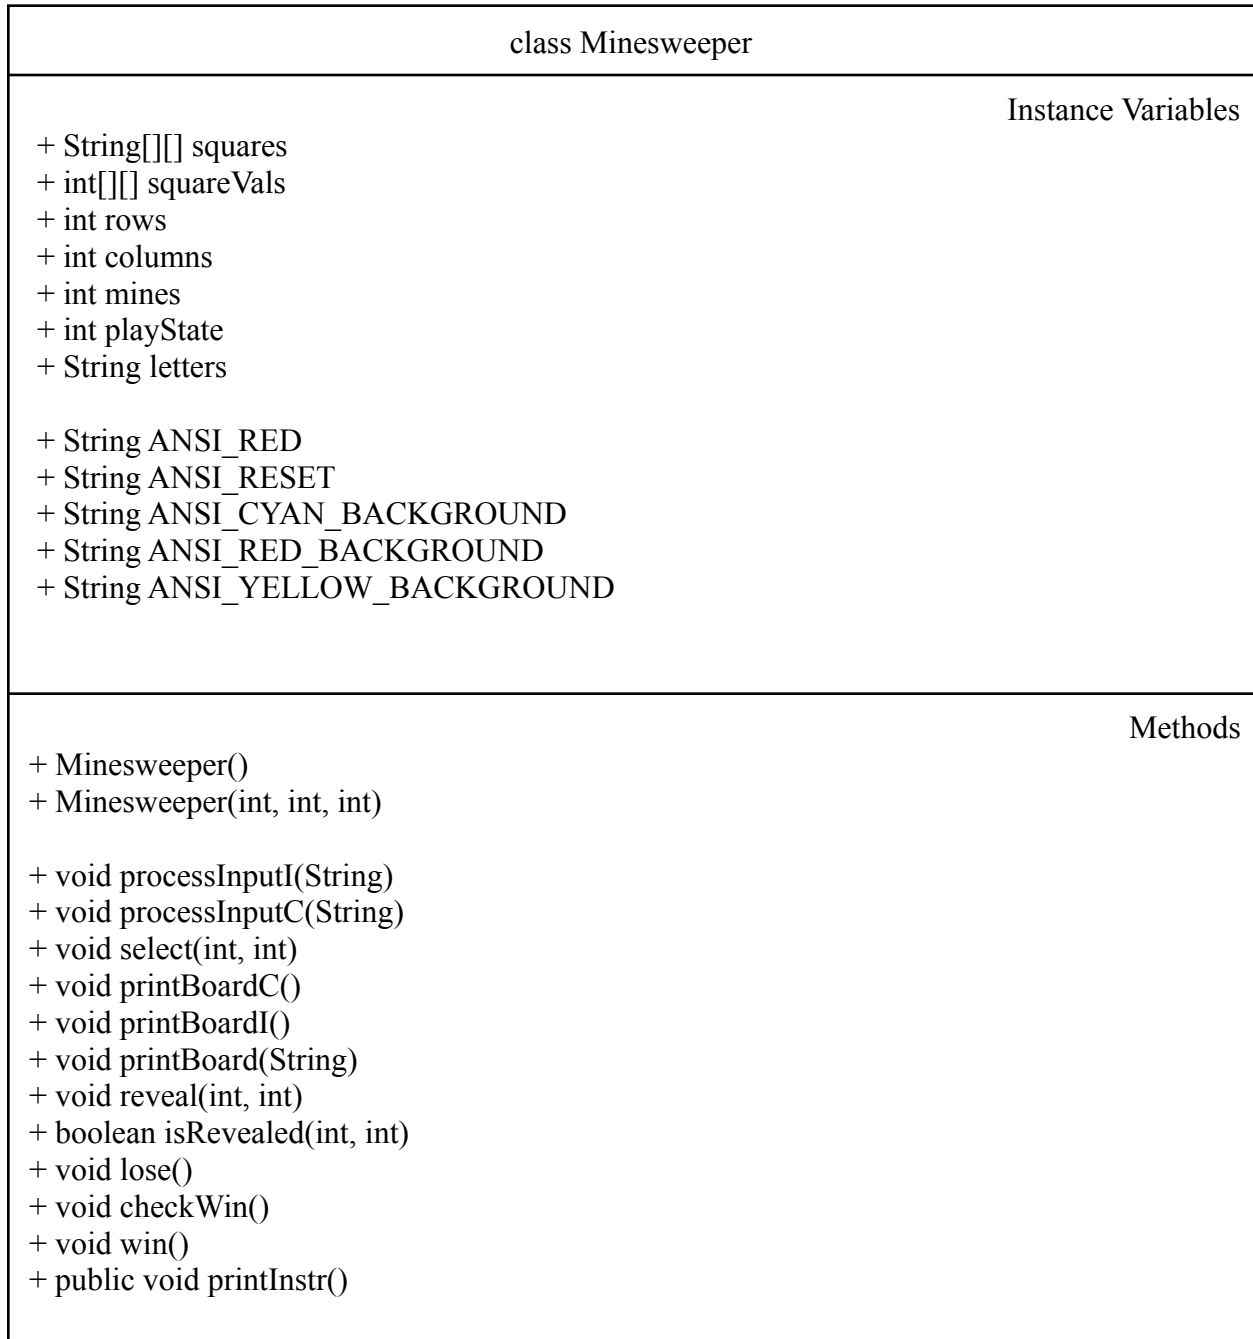 class Minesweeper
Instance Variables
+ String[][] squares
+ int[][] squareVals
+ int rows
+ int columns
+ int mines
+ int playState
+ String letters
+ String ANSI_RED
+ String ANSI_RESET
+ String ANSI_CYAN_BACKGROUND
+ String ANSI_RED_BACKGROUND
+ String ANSI_YELLOW_BACKGROUND
Methods
+ Minesweeper()
+ Minesweeper(int, int, int)
+ void processInputI(String)
+ void processInputC(String)
+ void select(int, int)
+ void printBoardC()
+ void printBoardI()
+ void printBoard(String)
+ void reveal(int, int)
+ boolean isRevealed(int, int)
+ void lose()
+ void checkWin()
+ void win()
+ public void printInstr()